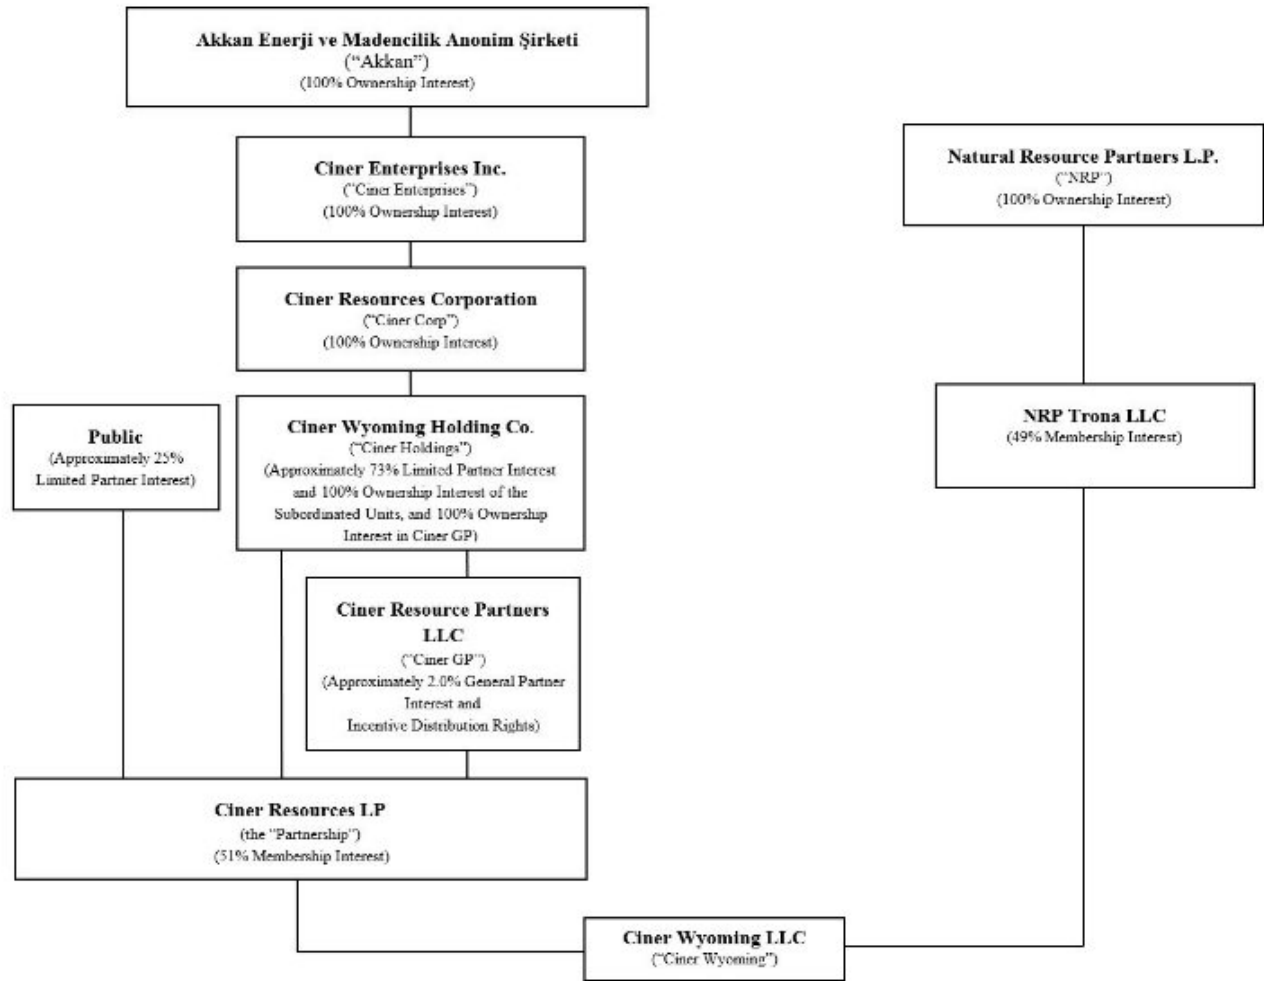 Akkan Enerji ve Madencilik Anonim Şirketi
(“Akkan”)
(100% Ownership Interest)
Ciner Enterprises Inc.
(“Ciner Enterprises”)
(100% Ownership Interest)
Natural Resource Partners L.P.
(“NRP”)
(100% Ownership Interest)
Ciner Resources Corporation
(“Ciner Corp”)
(100% Ownership Interest)
Public
(Approximately 25%
Limited Partner Interest)
Ciner Wyoming Holding Co.
(“Ciner Holdings”)
(Approximately 73% Limited Partner Interest
and 100% Ownership Interest of the
Subordinated Units, and 100% Ownership
Interest in Ciner GP)
NRP Trona LLC
(49% Membership Interest)
Ciner Resource Partners
LLC
(“Ciner GP”)
(Approximately 2.0% General Partner
Interest and
Incentive Distribution Rights)
Ciner Resources LP
(the “Partnership”)
(51% Membership Interest)
Ciner Wyoming LLC
(“Ciner Wyoming”)